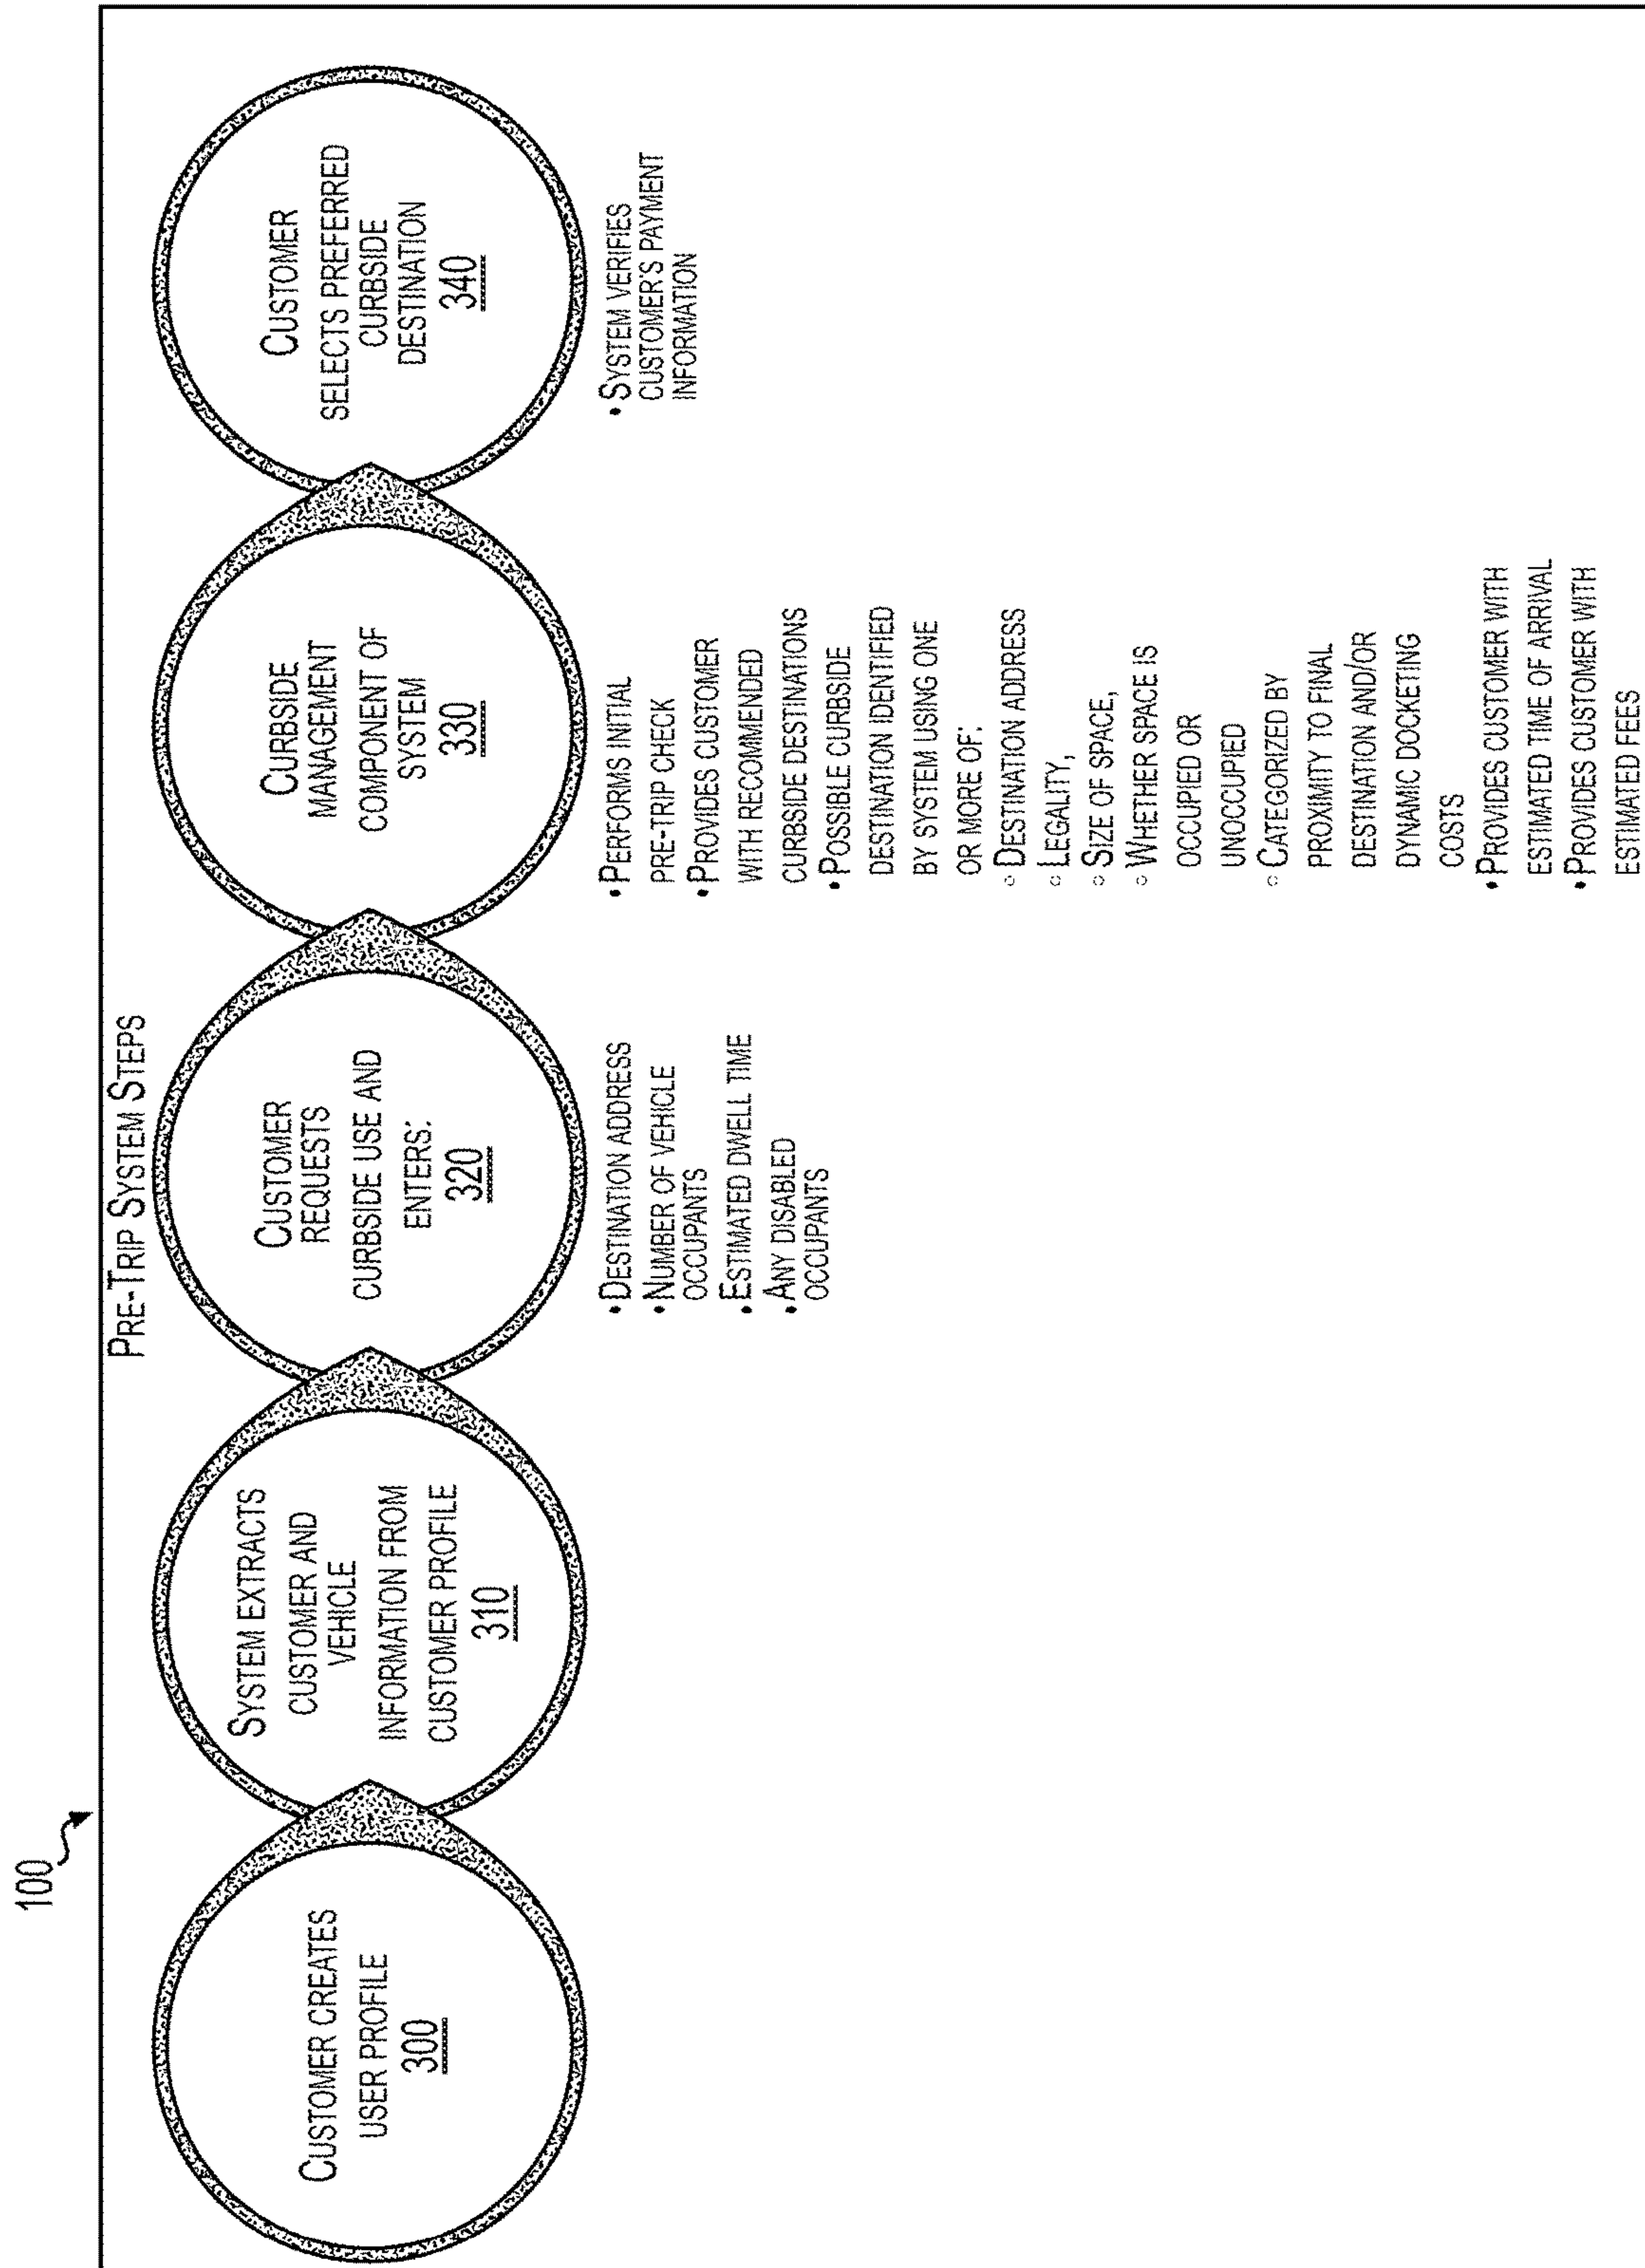 100
PRE-TRIP SYSTEM STEPS
CUSTOMER CREATES
USER PROFILE
300
SYSTEM EXTRACTS
CUSTOMER AND
VEHICLE
INFORMATION FROM
CUSTOMER PROFILE
310
CUSTOMER
REQUESTS
CURBSIDE USE AND
ENTERS:
320
• DESTINATION ADDRESS
• NUMBER OF VEHICLE
OCCUPANTS
• ESTIMATED DWELL TIME
• ANY DISABLED
OCCUPANTS
CURBSIDE
MANAGEMENT
COMPONENT OF
SYSTEM
330
• PERFORMS INITIAL
PRE-TRIP CHECK
• PROVIDES CUSTOMER
WITH RECOMMENDED
CURBSIDE DESTINATIONS
• POSSIBLE CURBSIDE
DESTINATION IDENTIFIED
BY SYSTEM USING ONE
OR MORE OF:
○ DESTINATION ADDRESS
○ LEGALITY,
○ SIZE OF SPACE,
○ WHETHER SPACE IS
OCCUPIED OR
UNOCCUPIED
○ CATEGORIZED BY
PROXIMITY TO FINAL
DESTINATION AND/OR
DYNAMIC DOCKETING
COSTS
• PROVIDES CUSTOMER WITH
ESTIMATED TIME OF ARRIVAL
• PROVIDES CUSTOMER WITH
ESTIMATED FEES
CUSTOMER
SELECTS PREFERRED
CURBSIDE
DESTINATION
340
• SYSTEM VERIFIES
CUSTOMER'S PAYMENT
INFORMATION